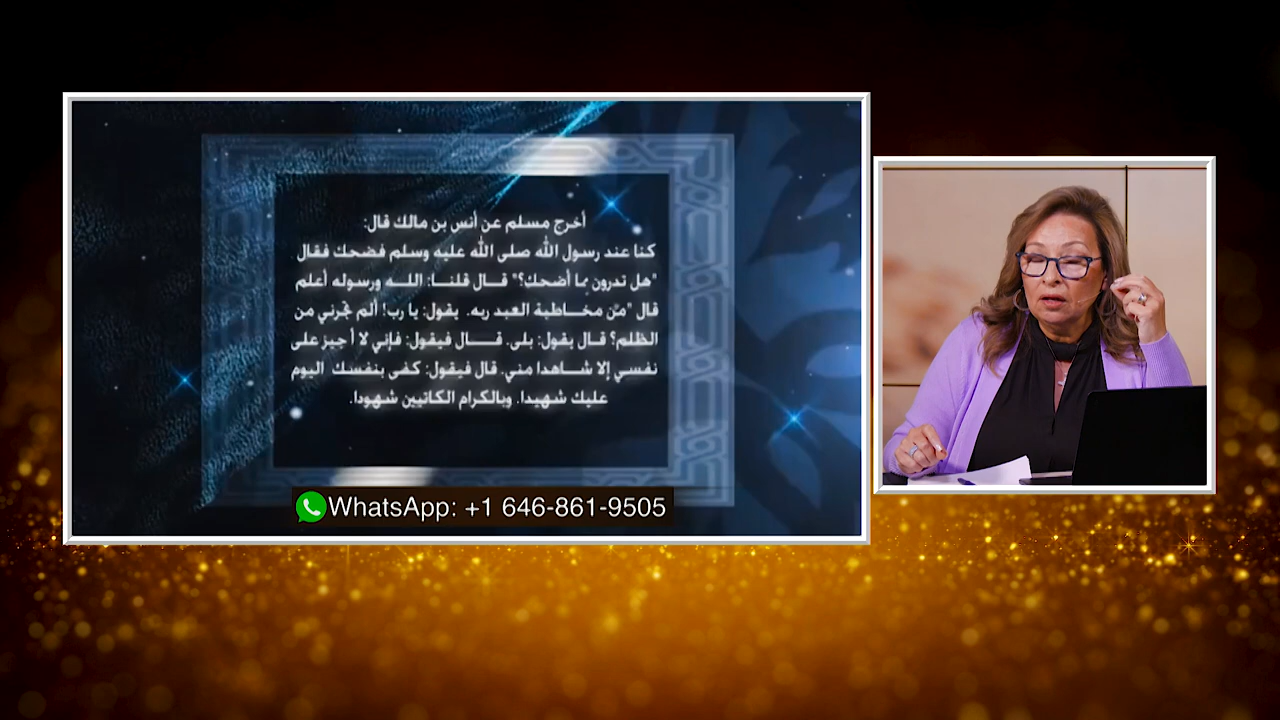 أخرج مسلم عن أنس بن مالك قال:
كنا عند رسول الله صلى الله عليه وسلم فضحك فقال
"هل تدرون مما أضحك؟" قال قلنا: الله ورسوله أعلم
قال "من مخاطبة العبد ربه. يقول: يا رب! ألم تجرني من
الظلم؟ قال يقول: بلى. قال فيقول: فإني لا أجيز على
نفسي إلا شاهدا مني. قال فيقول: كفى بنفسك اليوم
عليك شهيدا. وبالكرام الكاتبين شهودا.
WhatsApp: +1 646-861-9505